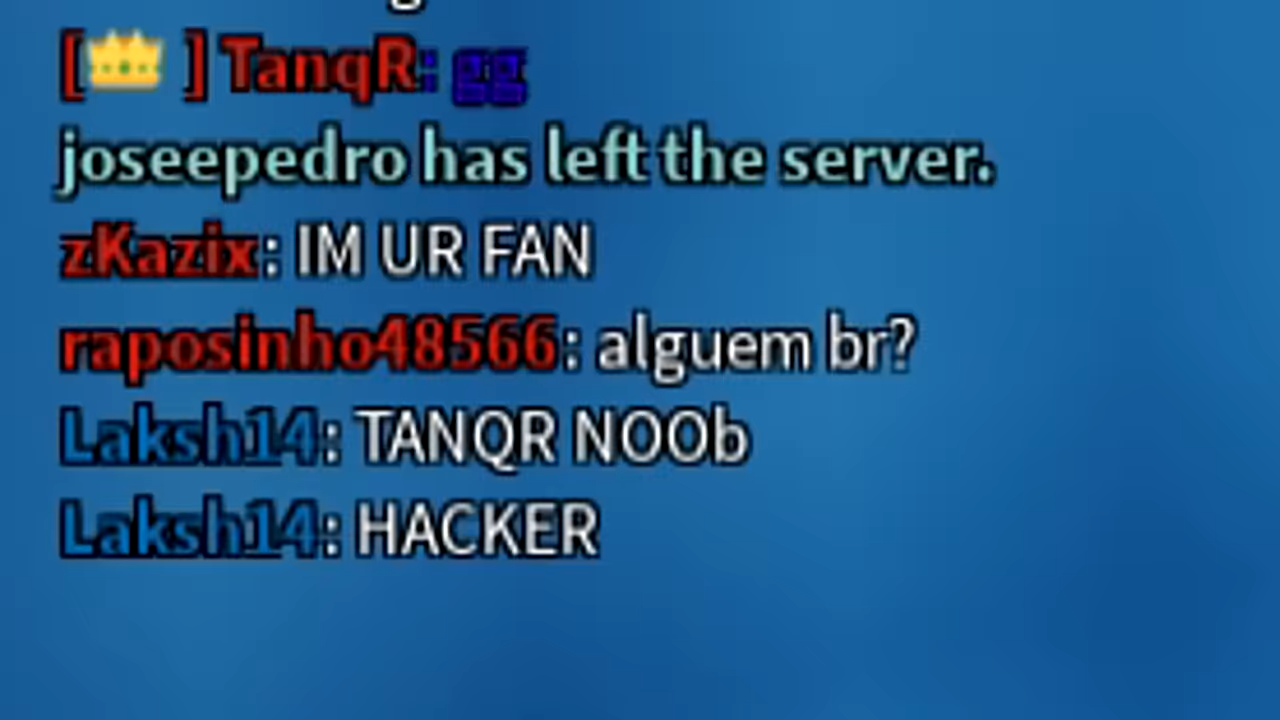 [👑 ] TanqR: gg
joseepedro has left the server.
zKazix: IM UR FAN
raposinho48566: alguem br?
Laksh14: TANQR NOOb
Laksh14: HACKER